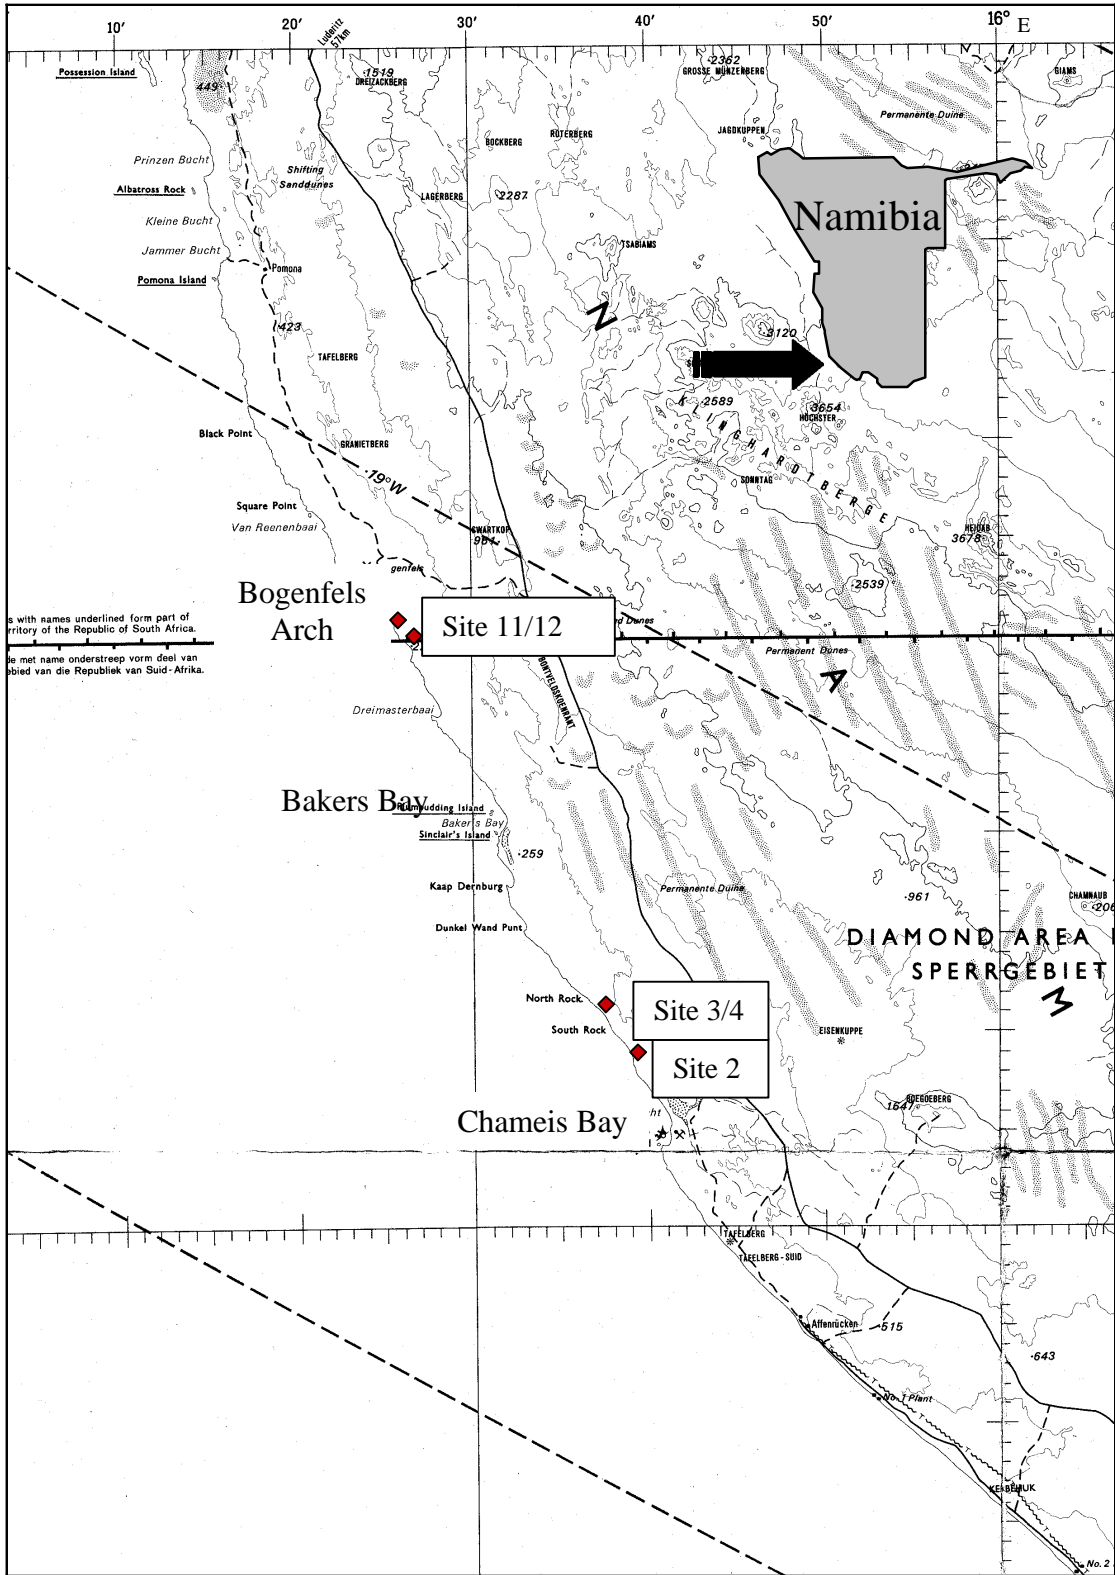 10'
20'
30'
40'
50'
16° E
Luderitz
57km
Possession Island
449
1519
DREIZACKBERG
2362
GROSSE MÜNZENBERG
GIAMS
Permanente Duine
BOCKBERG
ROTERBERG
JAGDKUPPEN
Prinzen Bucht
Shifting
Sanddunes
Albatross Rock
LAGERBERG
2287
Namibia
Kleine Bucht
Jammer Bucht
TSABIAMS
Pomona
Pomona Island
N
423
3120
TAFELBERG
2589
3654
HÖCHSTER
KLINGHARDTBERGE
Black Point
GRANIETBERG
19°W
SONNTAG
Square Point
Van Reenenbaai
SWARTKOP
961
HEIOAB
3678
genfels
2539
Bogenfels
Arch
Site 11/12
s with names underlined form part of
rritory of the Republic of South Africa.
d Dunes
Permanent Dunes
de met name onderstreep vorm deel van
ebied van die Republiek van Suid-Afrika.
A
BONTVELDSKOENRANT
Dreimasterbaai
Bakers Bay
Plumpudding Island
Baker's Bay
Sinclair's Island
259
Kaap Dernburg
Permanente Duine
961
CHAMNAUB
206
Dunkel Wand Punt
DIAMOND AREA
SPERRGEBIET
M
North Rock.
Site 3/4
South Rock
EISENKUPPE
Site 2
BOEGOEBERG
1647
Chameis Bay
ht
TAFELBERG
TAFELBERG-SUID
Affenrücken
515
643
No. 1 Plant
KERBEHUK
No. 2